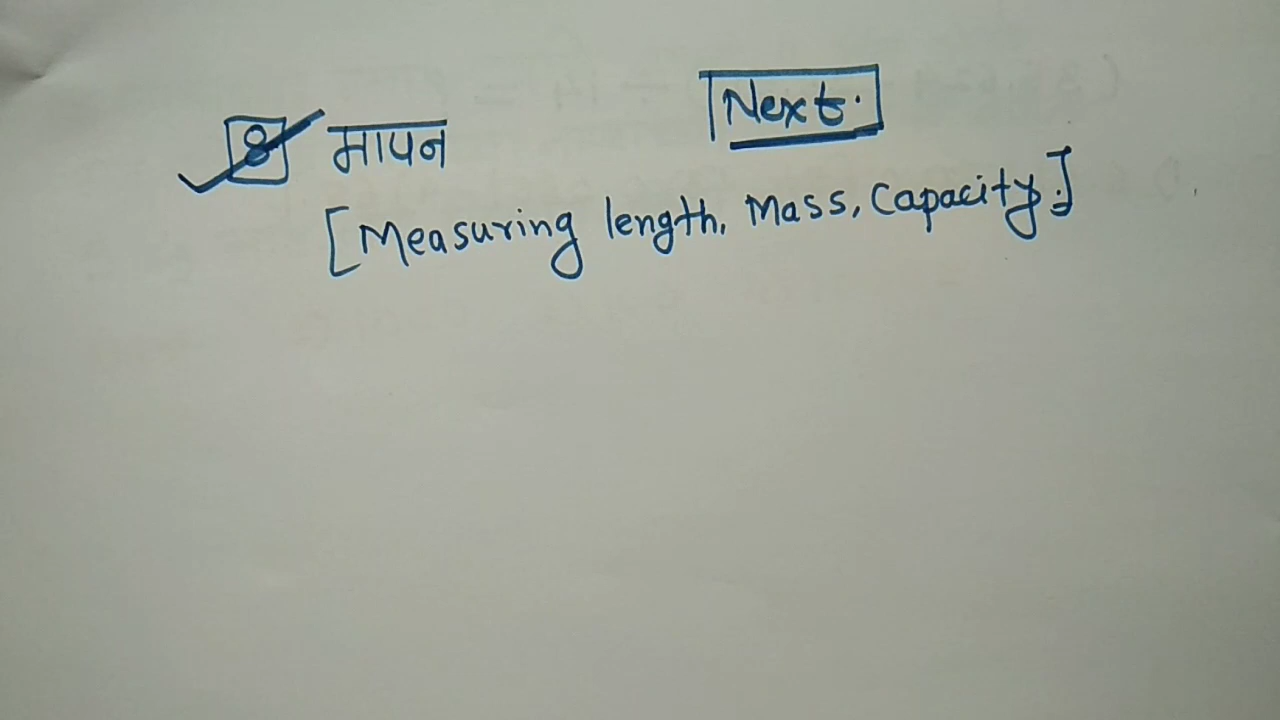 Next.
8 मापन
[Measuring length, Mass, Capacity.]